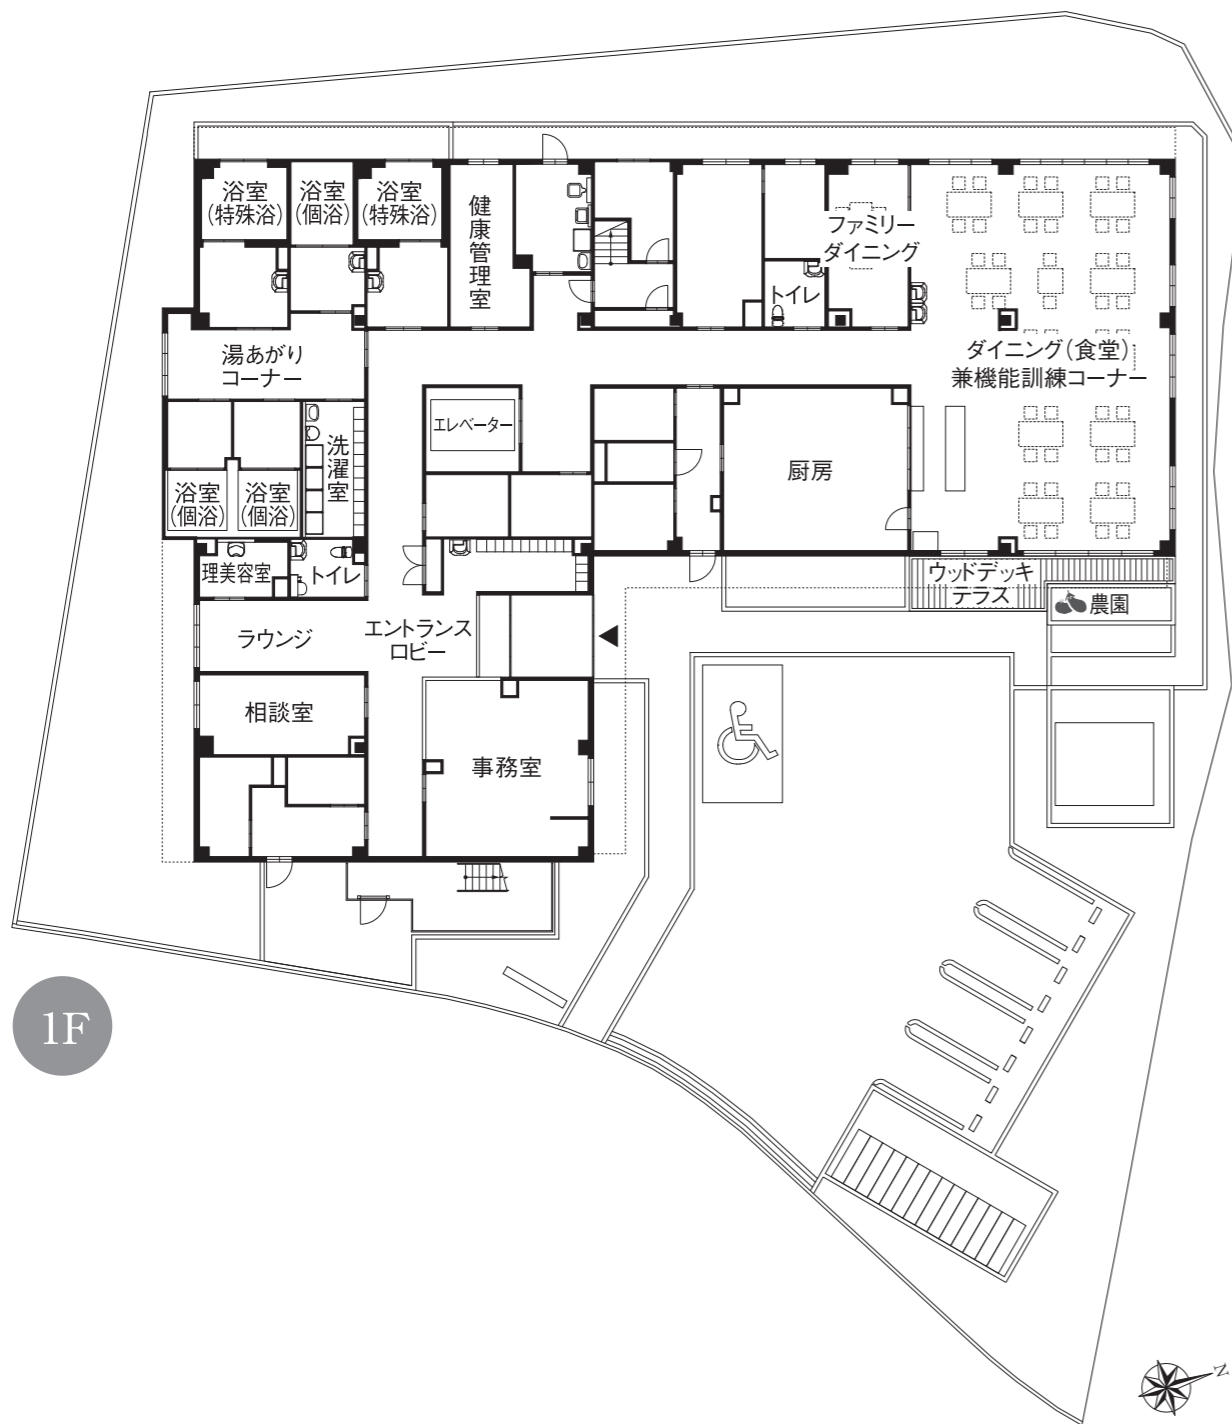 浴室
(特殊浴)
浴室
(個浴)
浴室
(特殊浴)
健康管理室
ファミリー
ダイニング
トイレ
湯あがり
コーナー
ダイニング(食堂)
兼機能訓練コーナー
エレベーター
洗濯室
厨房
浴室
(個浴)
浴室
(個浴)
理美容室
トイレ
ウッドデッキ
テラス
農園
ラウンジ
エントランス
ロビー
相談室
事務室
1F
N